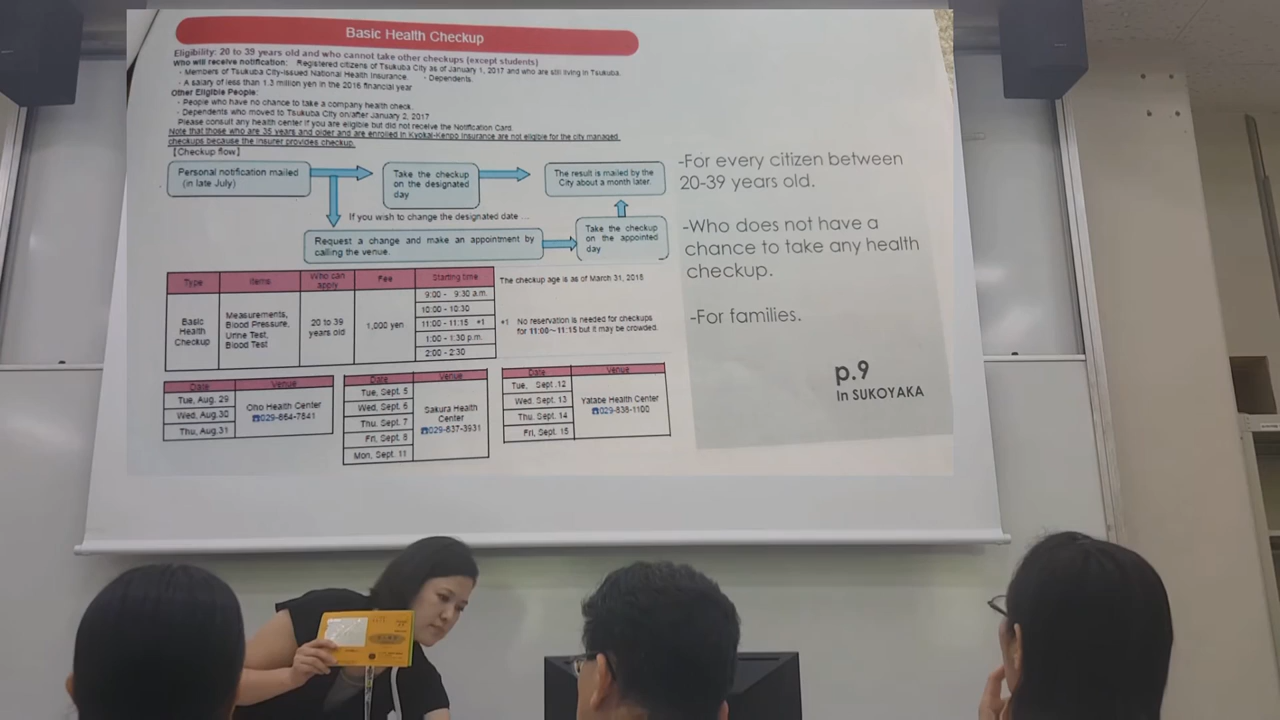 Basic Health Checkup
Eligibility: 20 to 39 years old and who cannot take other checkups (except students)
Who will receive notification: Registered citizens of Tsukuba City as of January 1, 2017 and who are still living in Tsukuba.
- Members of Tsukuba City-issued National Health Insurance. - Dependents.
- A salary of less than 1.3 million yen in the 2016 financial year
Other Eligible People:
- People who have no chance to take a company health check.
- Dependents who moved to Tsukuba City on/after January 2, 2017
Please consult any health center if you are eligible but did not receive the Notification Card.
Note that those who are 35 years and older and are enrolled in Kyokai-Kenpo Insurance are not eligible for the city managed
checkups because the insurer provides checkup.
[Checkup flow]
Personal notification mailed
(in late July)
Take the checkup
on the designated
day
The result is mailed by the
City about a month later.
If you wish to change the designated date ...
Request a change and make an appointment by
calling the venue.
Take the checkup
on the appointed
day
Type Items Who can apply Fee Starting time
Basic
Health
Checkup
Measurements,
Blood Pressure,
Urine Test,
Blood Test
20 to 39
years old
1,000 yen
9:00 - 9:30 a.m.
10:00 - 10:30
11:00 - 11:15 *1
1:00 - 1:30 p.m.
2:00 - 2:30
The checkup age is as of March 31, 2018
*1 No reservation is needed for checkups
for 11:00~11:15 but it may be crowded.
Date Venue
Tue, Aug. 29
Wed, Aug.30
Thu, Aug.31
Oho Health Center
☎029-864-7841
Date Venue
Tue, Sept. 5
Wed, Sept. 6
Thu, Sept. 7
Fri, Sept. 8
Mon, Sept. 11
Sakura Health
Center
☎029-837-3931
Date Venue
Tue, Sept.12
Wed, Sept. 13
Thu, Sept. 14
Fri, Sept. 15
Yatabe Health Center
☎029-838-1100
-For every citizen between
20-39 years old.
-Who does not have a
chance to take any health
checkup.
-For families.
p.9
In SUKOYAKA